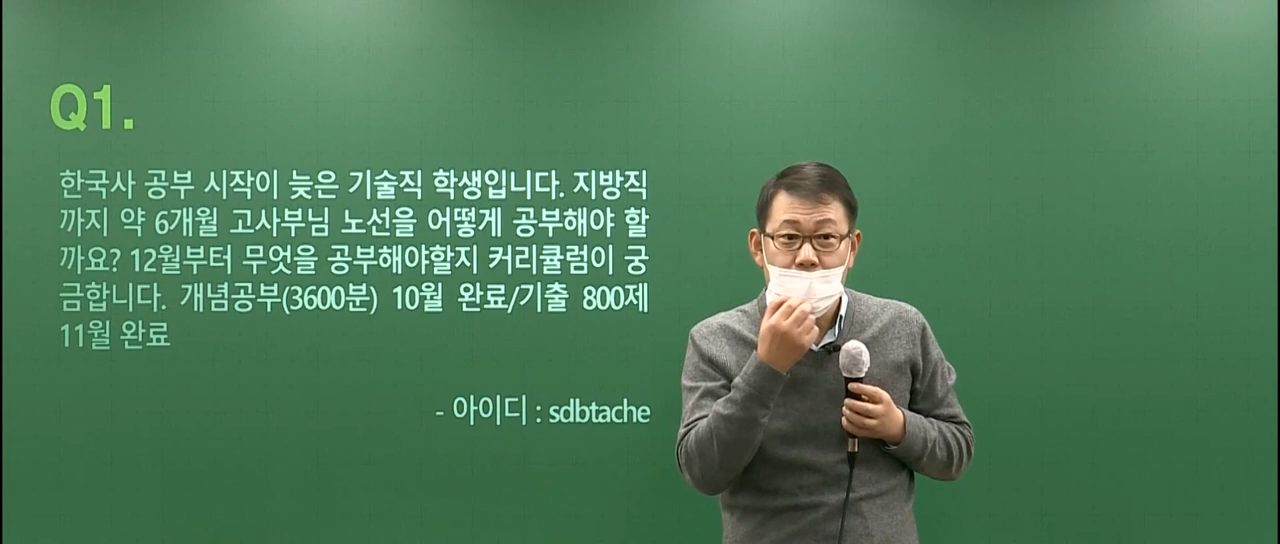 Q1.
한국사 공부 시작이 늦은 기술직 학생입니다. 지방직
까지 약 6개월 고사부님 노선을 어떻게 공부해야 할
까요? 12월부터 무엇을 공부해야할지 커리큘럼이 궁
금합니다. 개념공부(3600분) 10월 완료/기출 800제
11월 완료
- 아이디 : sdbtache